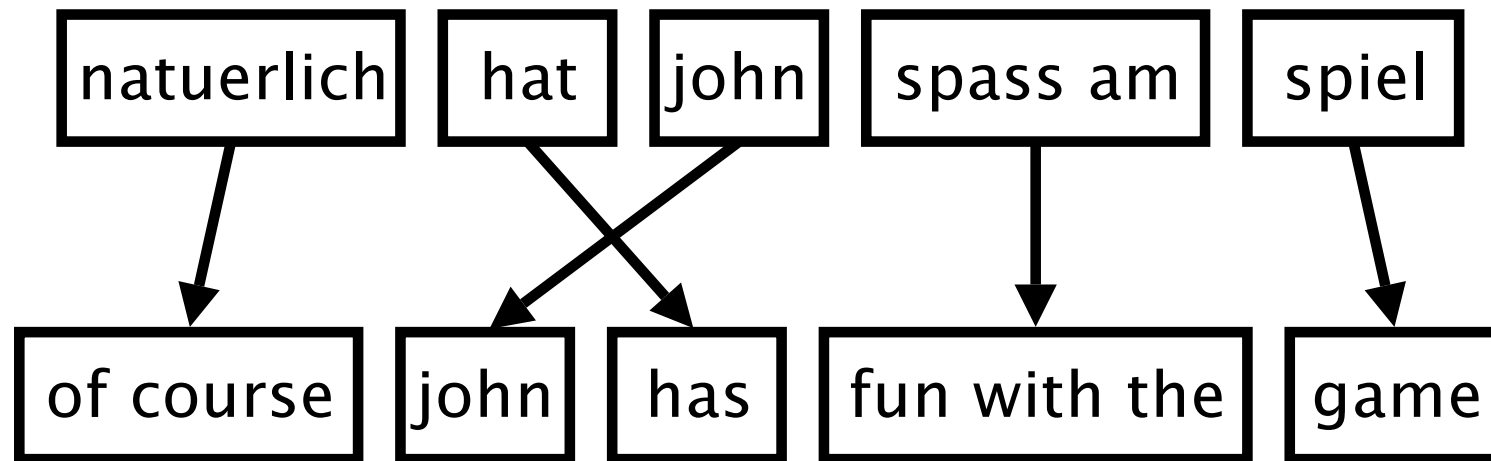 natuerlich hat john spass am spiel
of course john has fun with the game